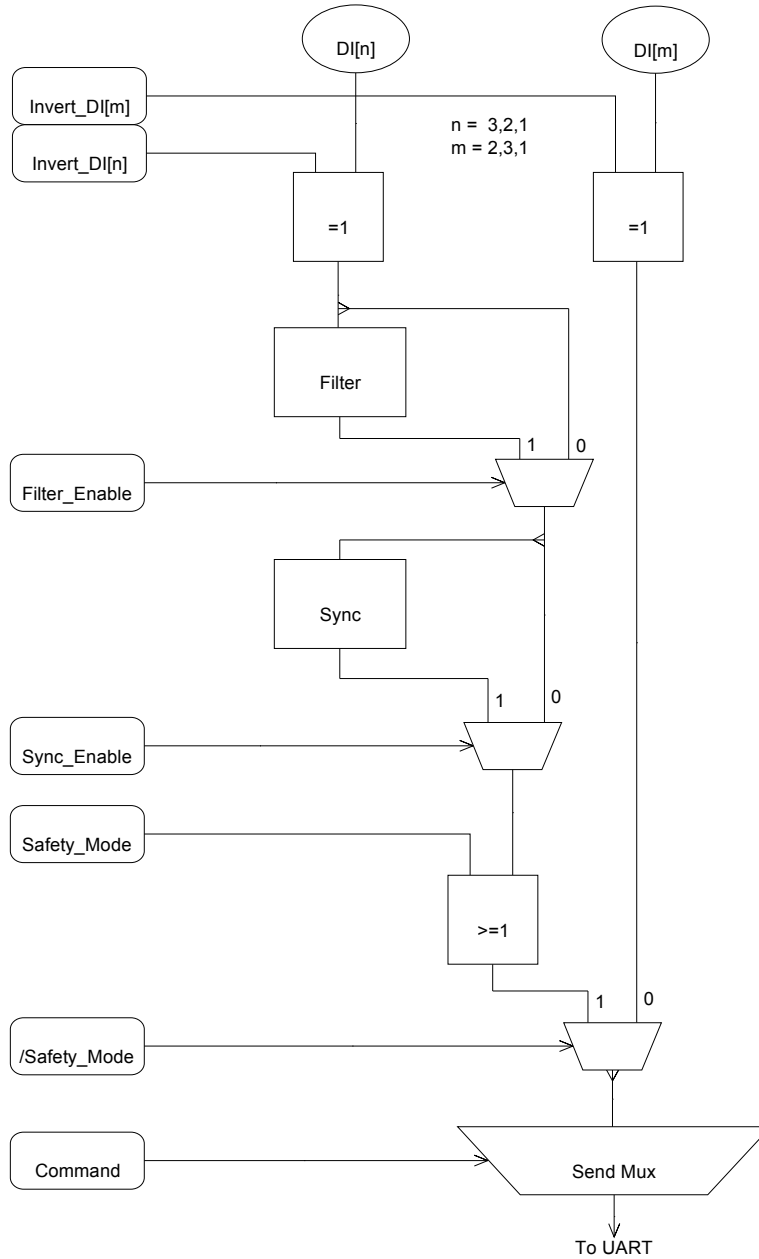 DI[n]
DI[m]
Invert_DI[m]
n =  3,2,1
m = 2,3,1
Invert_DI[n]
=1
=1
Filter
1
0
Filter_Enable
Sync
1
0
Sync_Enable
Safety_Mode
>=1
1
0
/Safety_Mode
Command
Send Mux
To UART